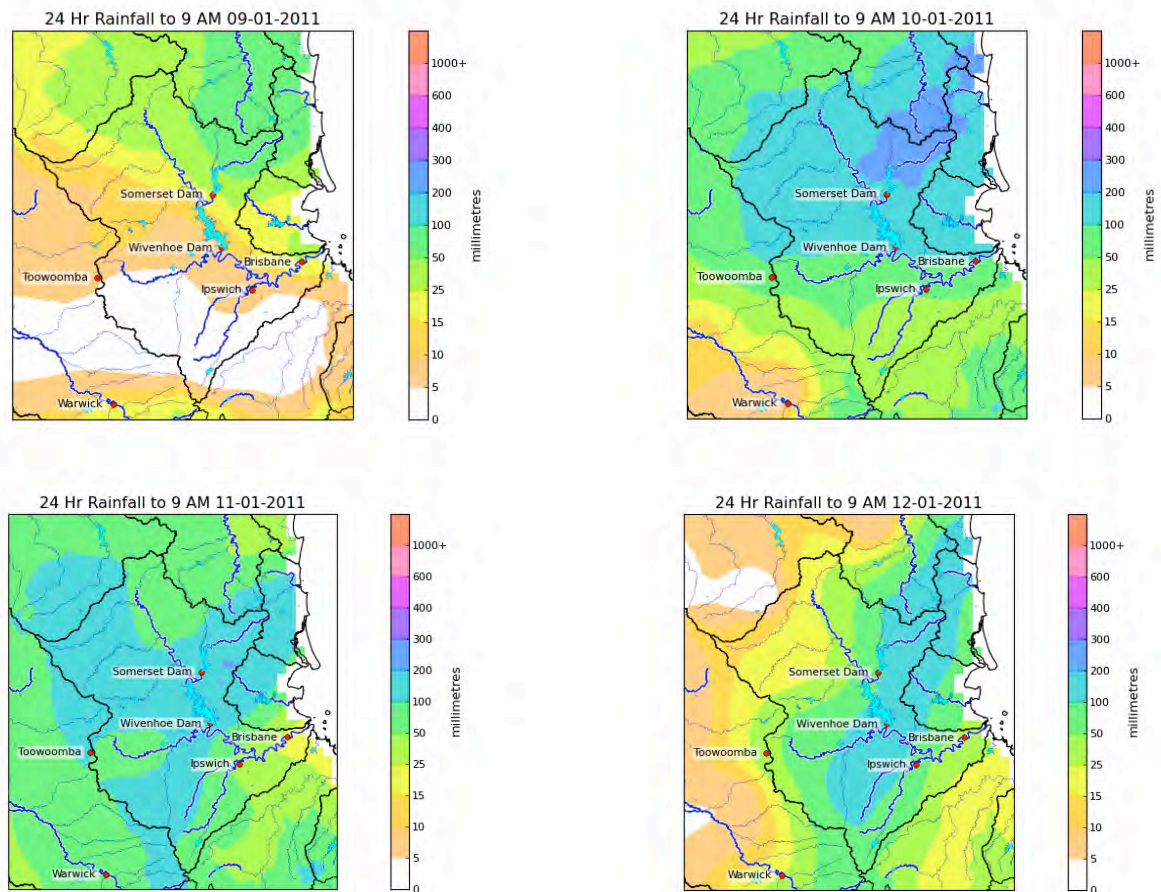 24 Hr Rainfall to 9 AM 09-01-2011
Somerset Dam
Wivenhoe Dam
Brisbane
Toowoomba
Ipswich
Warwick
1000+
600
400
300
200
100
50
25
15
10
5
0
millimetres
24 Hr Rainfall to 9 AM 10-01-2011
Somerset Dam
Wivenhoe Dam
Brisbane
Toowoomba
Ipswich
Warwick
1000+
600
400
300
200
100
50
25
15
10
5
0
millimetres
24 Hr Rainfall to 9 AM 11-01-2011
Somerset Dam
Wivenhoe Dam
Brisbane
Toowoomba
Ipswich
Warwick
1000+
600
400
300
200
100
50
25
15
10
5
0
millimetres
24 Hr Rainfall to 9 AM 12-01-2011
Somerset Dam
Wivenhoe Dam
Brisbane
Toowoomba
Ipswich
Warwick
1000+
600
400
300
200
100
50
25
15
10
5
0
millimetres